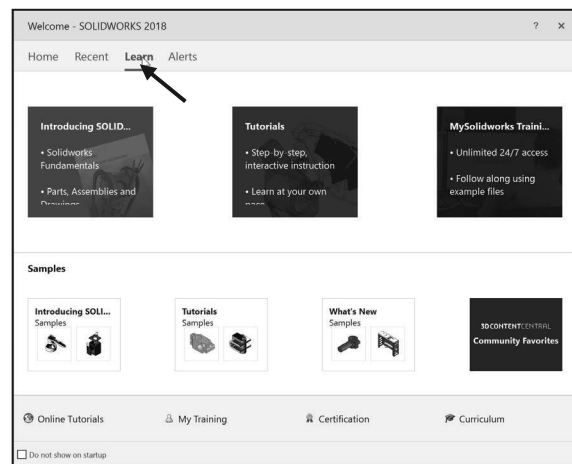 Welcome - SOLIDWORKS 2018
? ×
Home Recent Learn Alerts
Introducing SOLID...
• Solidworks
Fundamentals
• Parts, Assemblies and
Drawings
Tutorials
• Step-by-step,
interactive instruction
• Learn at your own
pace
MySolidworks Traini...
• Unlimited 24/7 access
• Follow along using
example files
Samples
Introducing SOLI...
Samples
Tutorials
Samples
What's New
Samples
3DCONTENTCENTRAL
Community Favorites
Online Tutorials My Training Certification Curriculum
Do not show on startup